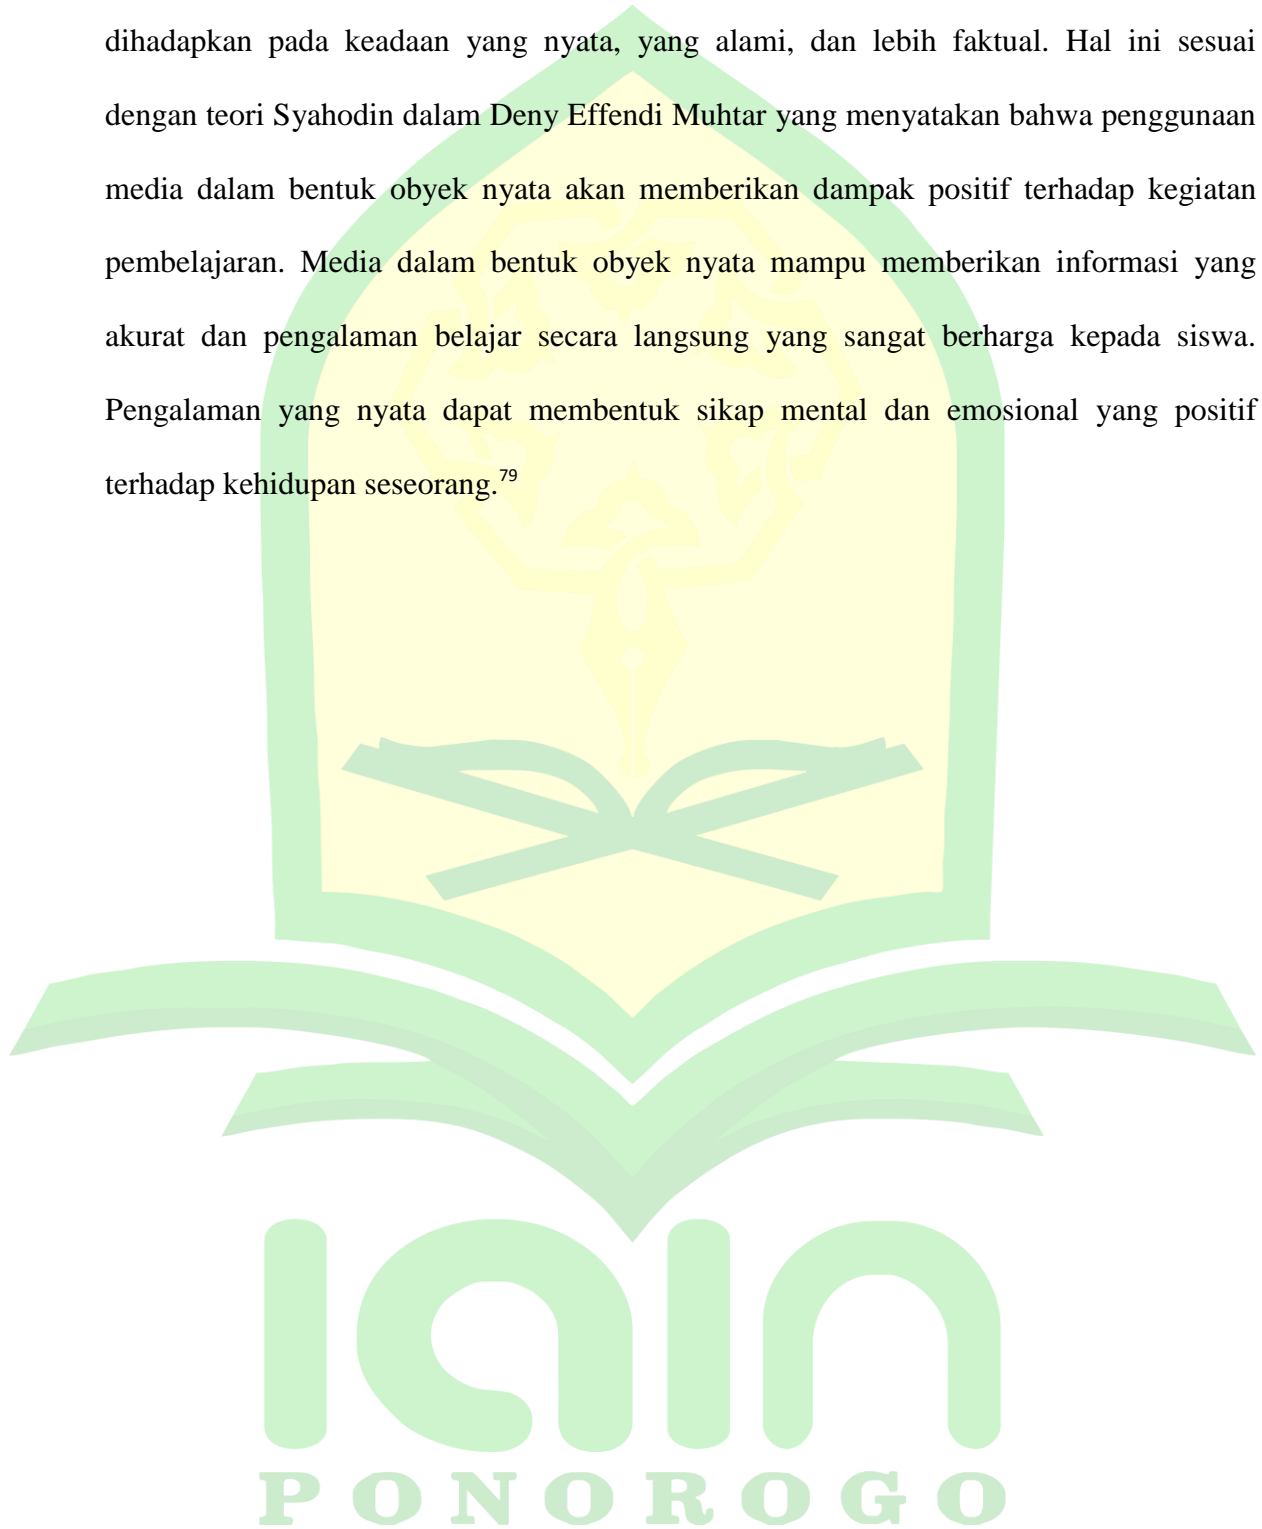 dihadapkan pada keadaan yang nyata, yang alami, dan lebih faktual. Hal ini sesuai
dengan teori Syahodin dalam Deny Effendi Muhtar yang menyatakan bahwa penggunaan
media dalam bentuk obyek nyata akan memberikan dampak positif terhadap kegiatan
pembelajaran. Media dalam bentuk obyek nyata mampu memberikan informasi yang
akurat dan pengalaman belajar secara langsung yang sangat berharga kepada siswa.
Pengalaman yang nyata dapat membentuk sikap mental dan emosional yang positif
terhadap kehidupan seseorang.79
iain
PONOROGO